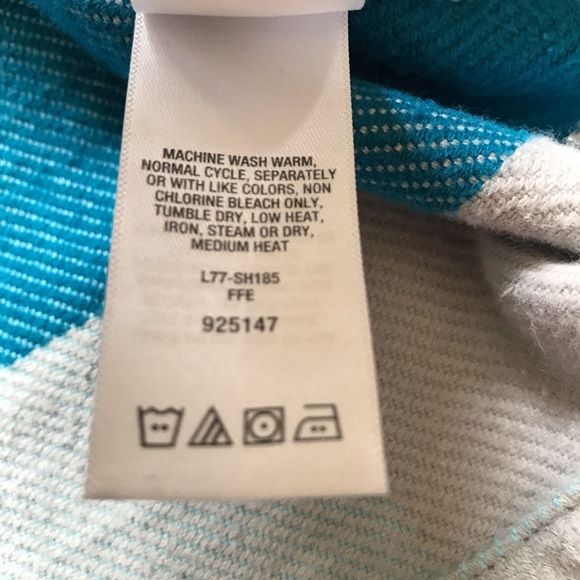 MACHINE WASH WARM,
NORMAL CYCLE, SEPARATELY
OR WITH LIKE COLORS, NON
CHLORINE BLEACH ONLY,
TUMBLE DRY, LOW HEAT,
IRON, STEAM OR DRY,
MEDIUM HEAT
L77-SH185
FFE
925147